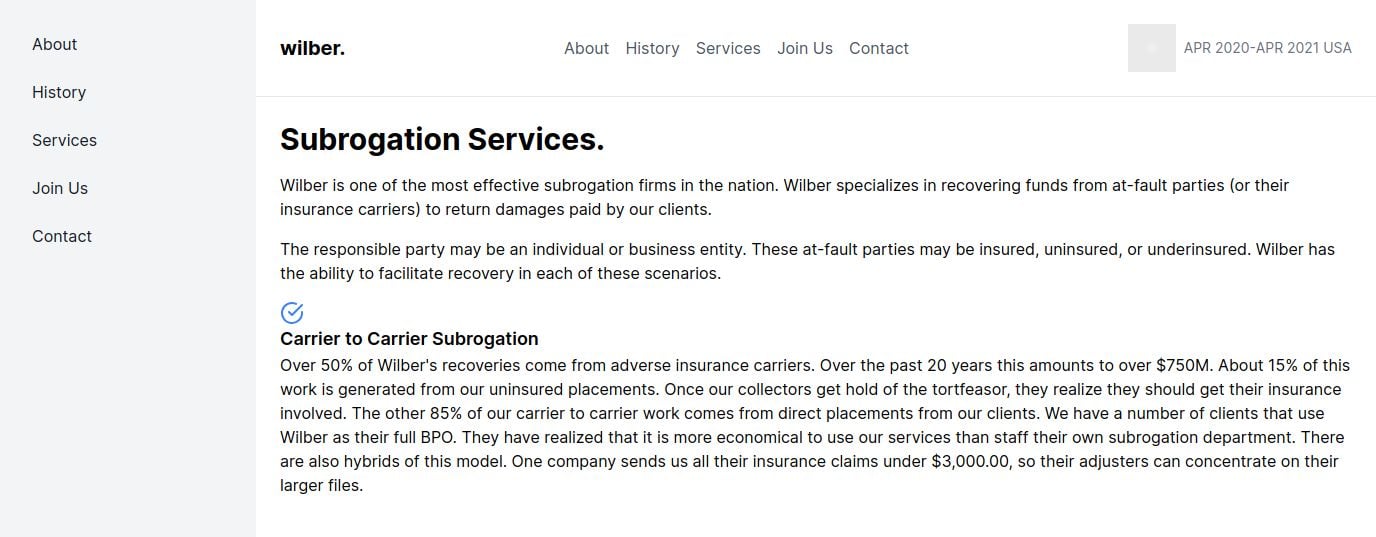 About
History
Services
Join Us
Contact
wilber.
About History Services Join Us Contact
APR 2020-APR 2021 USA
Subrogation Services.
Wilber is one of the most effective subrogation firms in the nation. Wilber specializes in recovering funds from at-fault parties (or their
insurance carriers) to return damages paid by our clients.
The responsible party may be an individual or business entity. These at-fault parties may be insured, uninsured, or underinsured. Wilber has
the ability to facilitate recovery in each of these scenarios.
Carrier to Carrier Subrogation
Over 50% of Wilber's recoveries come from adverse insurance carriers. Over the past 20 years this amounts to over $750M. About 15% of this
work is generated from our uninsured placements. Once our collectors get hold of the tortfeasor, they realize they should get their insurance
involved. The other 85% of our carrier to carrier work comes from direct placements from our clients. We have a number of clients that use
Wilber as their full BPO. They have realized that it is more economical to use our services than staff their own subrogation department. There
are also hybrids of this model. One company sends us all their insurance claims under $3,000.00, so their adjusters can concentrate on their
larger files.